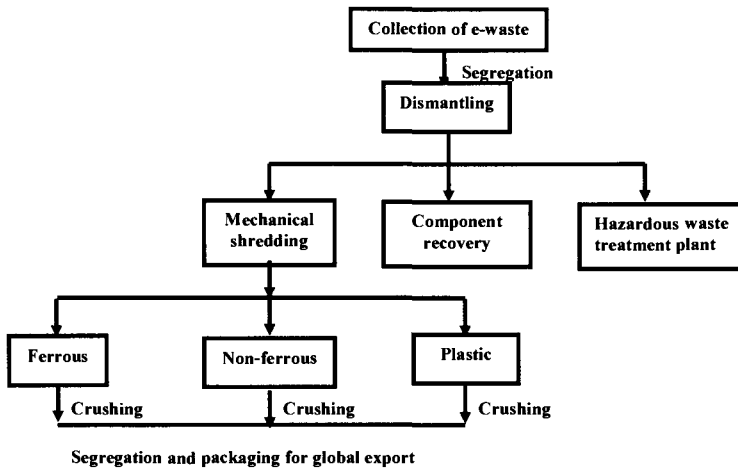 Collection of e-waste
Segregation
Dismantling
Mechanical
shredding
Component
recovery
Hazardous waste
treatment plant
Ferrous
Non-ferrous
Plastic
Crushing
Crushing
Crushing
Segregation and packaging for global export